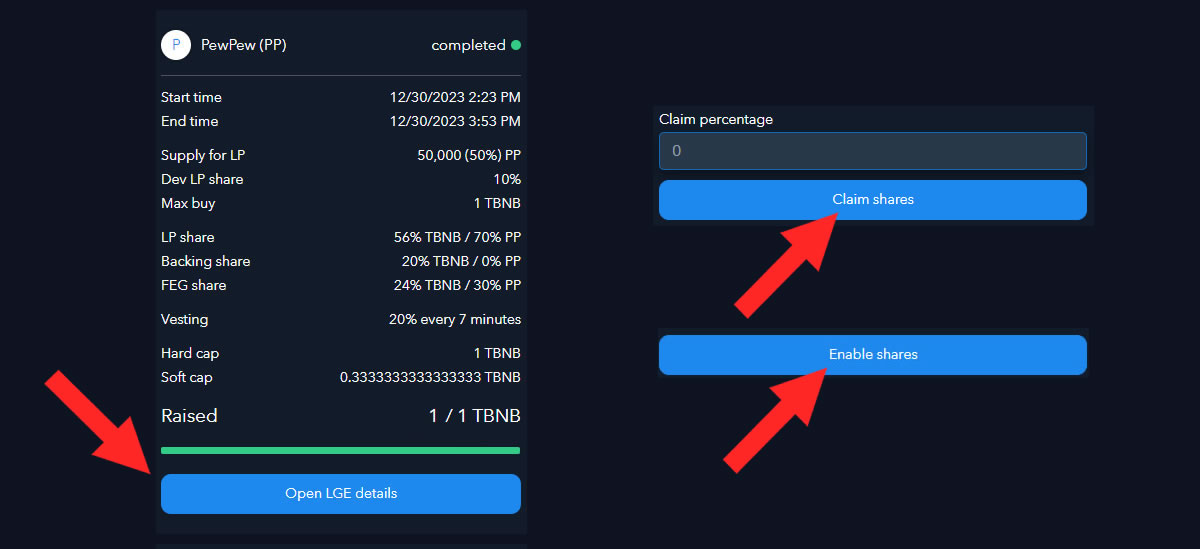 P PewPew (PP) completed
Start time 12/30/2023 2:23 PM
End time 12/30/2023 3:53 PM
Supply for LP 50,000 (50%) PP
Dev LP share 10%
Max buy 1 TBNB
LP share 56% TBNB / 70% PP
Backing share 20% TBNB / 0% PP
FEG share 24% TBNB / 30% PP
Vesting 20% every 7 minutes
Hard cap 1 TBNB
Soft cap 0.3333333333333333 TBNB
Raised 1 / 1 TBNB
Open LGE details
Claim percentage
0
Claim shares
Enable shares